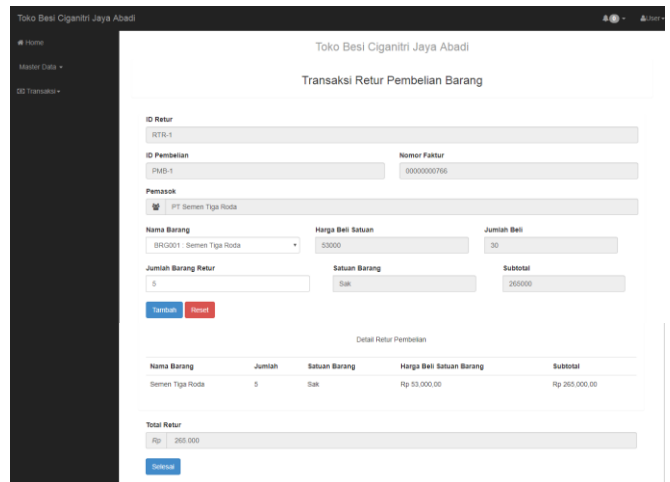 Toko Besi Ciganitri Jaya Abadi
0
User
Home
Master Data
Transaksi
Toko Besi Ciganitri Jaya Abadi
Transaksi Retur Pembelian Barang
ID Retur
RTR-1
ID Pembelian Nomor Faktur
PMB-1 00000000766
Pemasok
PT Semen Tiga Roda
Nama Barang Harga Beli Satuan Jumlah Beli
BRG001 : Semen Tiga Roda 53000 30
Jumlah Barang Retur Satuan Barang Subtotal
5 Sak 265000
Tambah Reset
Detail Retur Pembelian
Nama Barang Jumlah Satuan Barang Harga Beli Satuan Barang Subtotal
Semen Tiga Roda 5 Sak Rp 53,000,00 Rp 265,000,00
Total Retur
Rp 265.000
Selesai